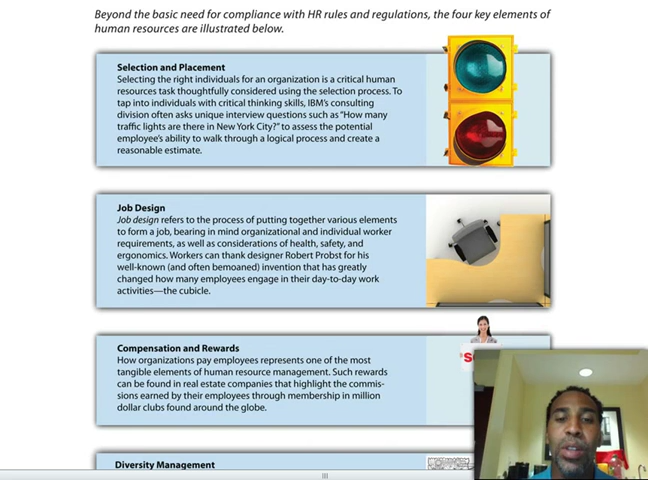 Beyond the basic need for compliance with HR rules and regulations, the four key elements of
human resources are illustrated below.
Selection and Placement
Selecting the right individuals for an organization is a critical human
resources task thoughtfully considered using the selection process. To
tap into individuals with critical thinking skills, IBM's consulting
division often asks unique interview questions such as "How many
traffic lights are there in New York City?" to assess the potential
employee's ability to walk through a logical process and create a
reasonable estimate.
Job Design
Job design refers to the process of putting together various elements
to form a job, bearing in mind organizational and individual worker
requirements, as well as considerations of health, safety, and
ergonomics. Workers can thank designer Robert Probst for his
well-known (and often bemoaned) invention that has greatly
changed how many employees engage in their day-to-day work
activities—the cubicle.
Compensation and Rewards
How organizations pay employees represents one of the most
tangible elements of human resource management. Such rewards
can be found in real estate companies that highlight the commis-
sions earned by their employees through membership in million
dollar clubs found around the globe.
Diversity Management